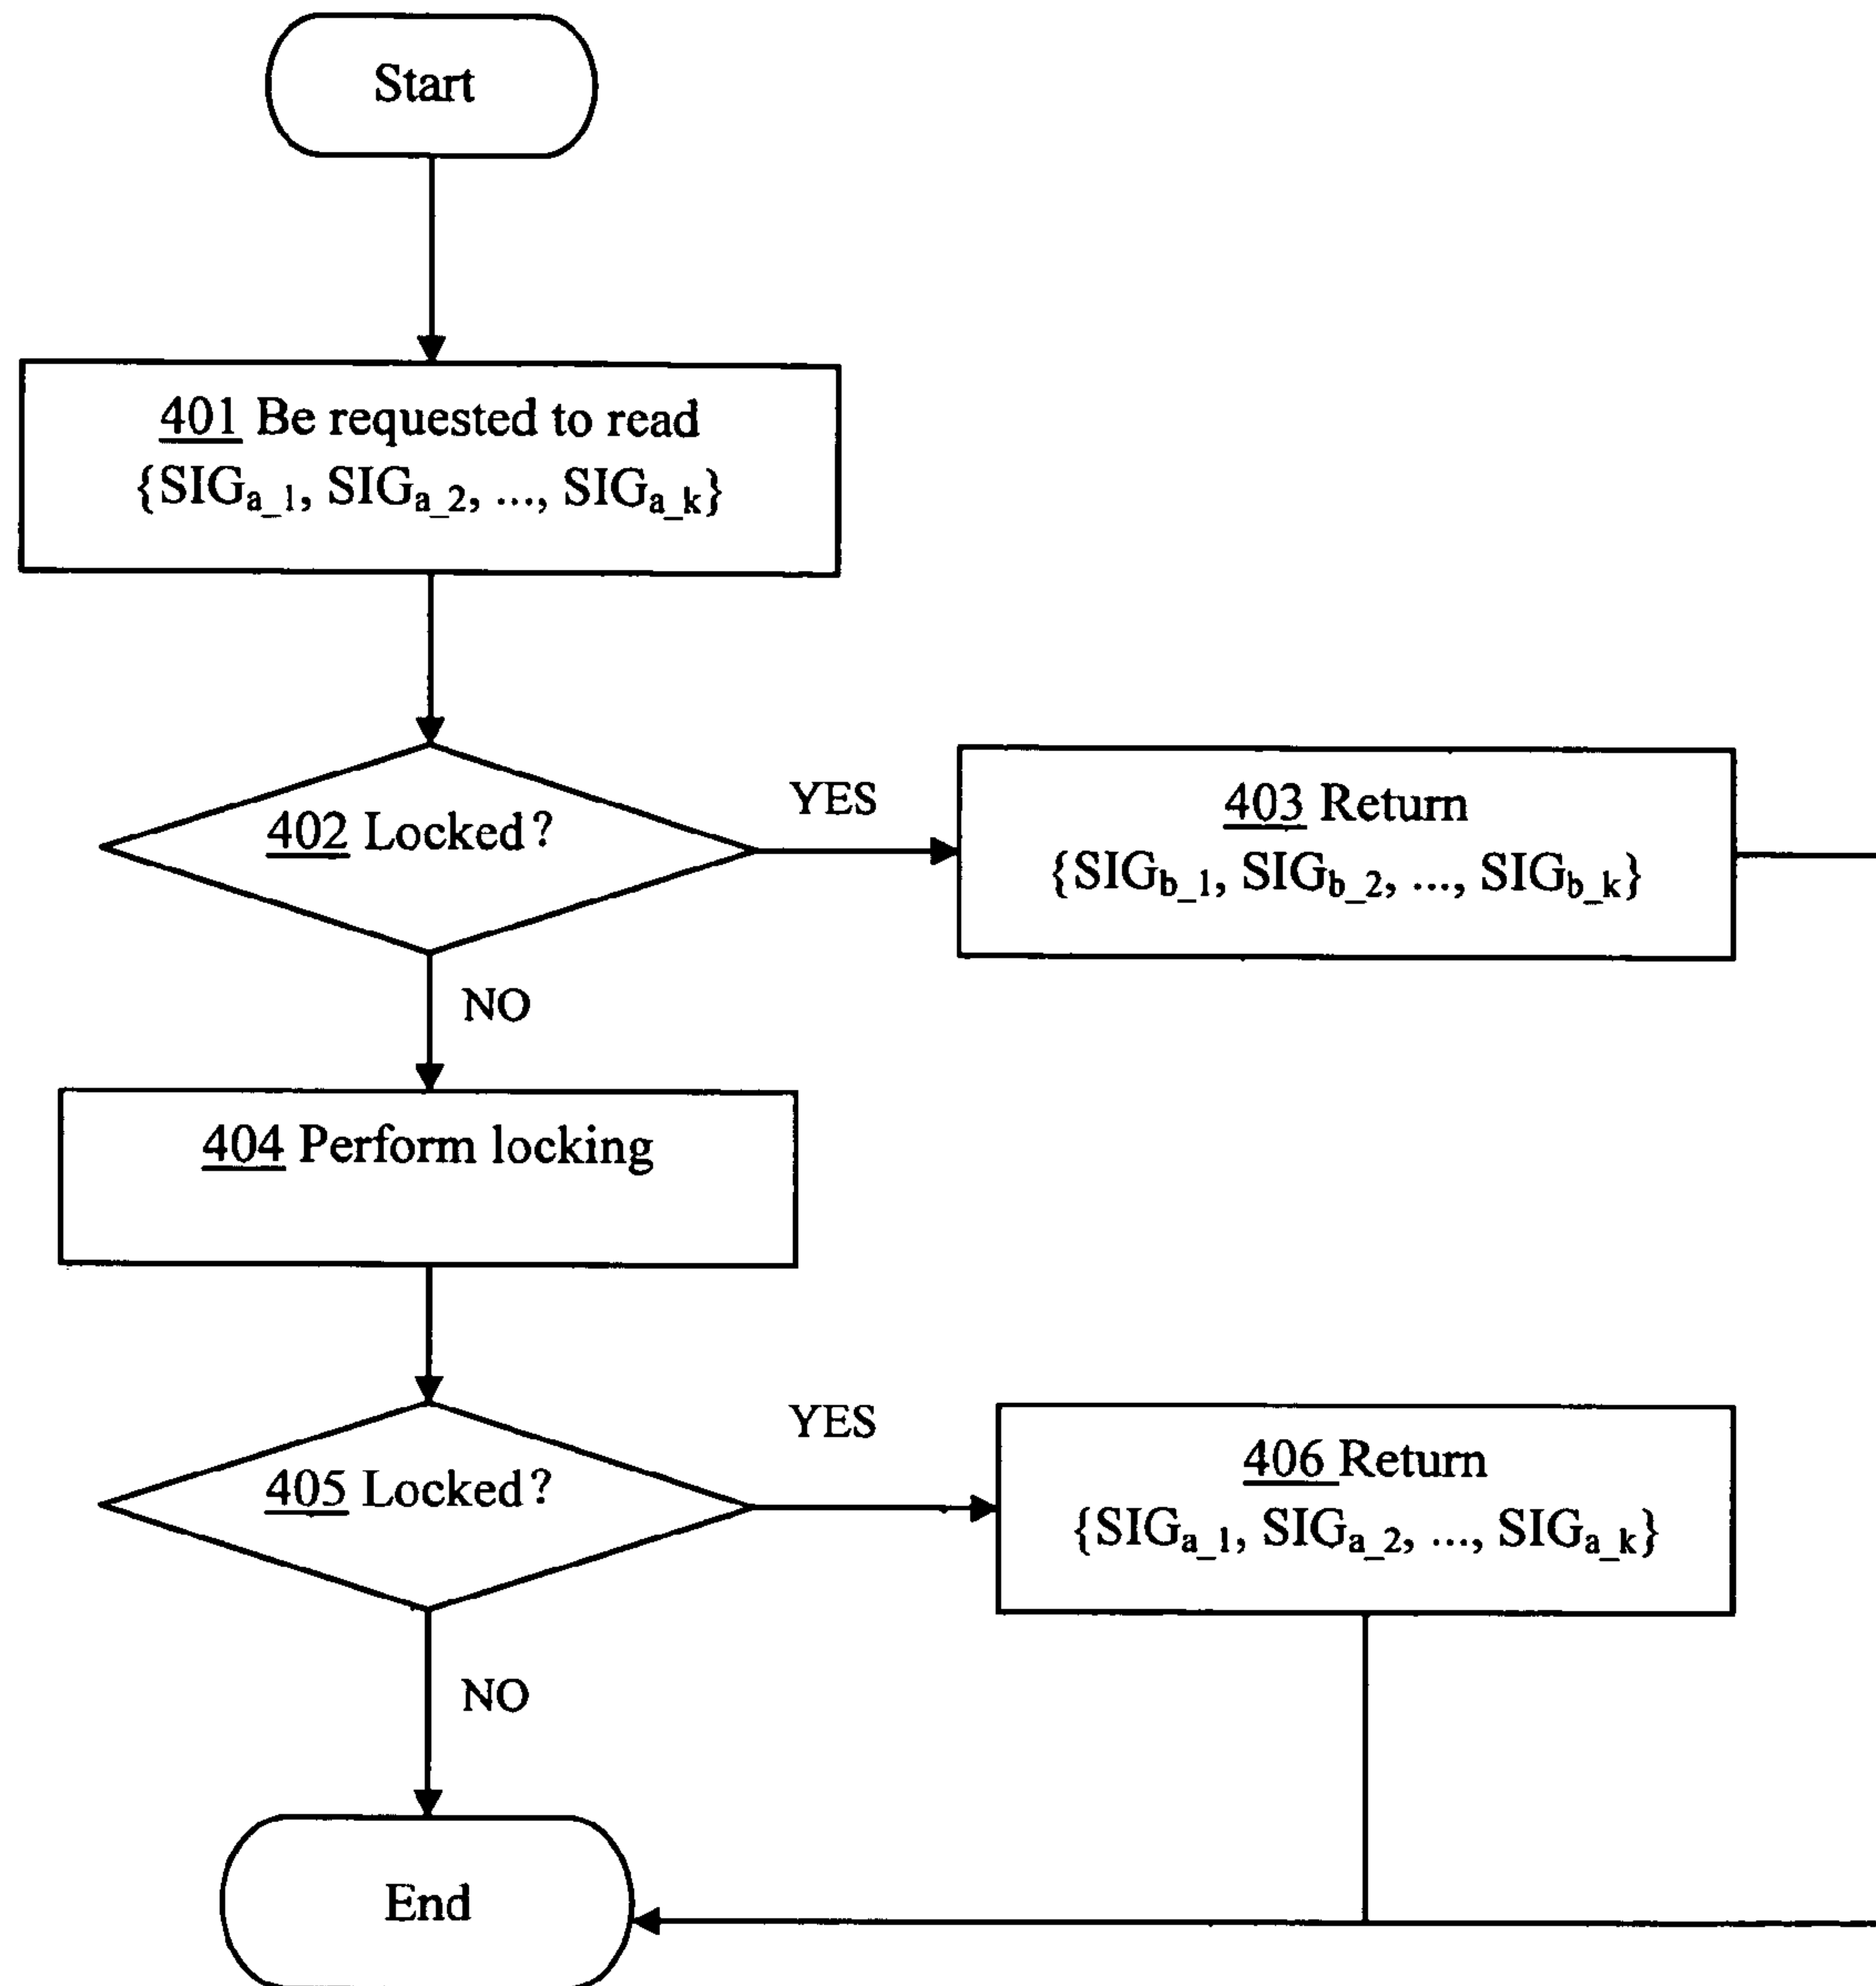 Start
401 Be requested to read
{SIGa_1, SIGa_2, ..., SIGa_k}
402 Locked?
YES
403 Return
{SIGb_1, SIGb_2, ..., SIGb_k}
NO
404 Perform locking
405 Locked?
YES
406 Return
{SIGa_1, SIGa_2, ..., SIGa_k}
NO
End